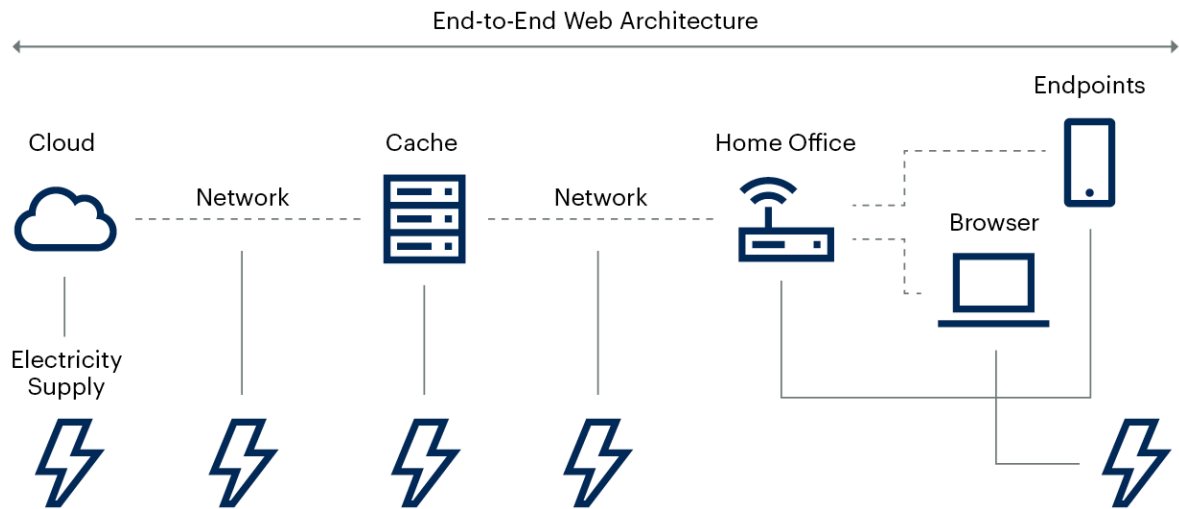 End-to-End Web Architecture
Endpoints
Cloud
Cache
Home Office
Network
Network
Browser
Electricity
Supply